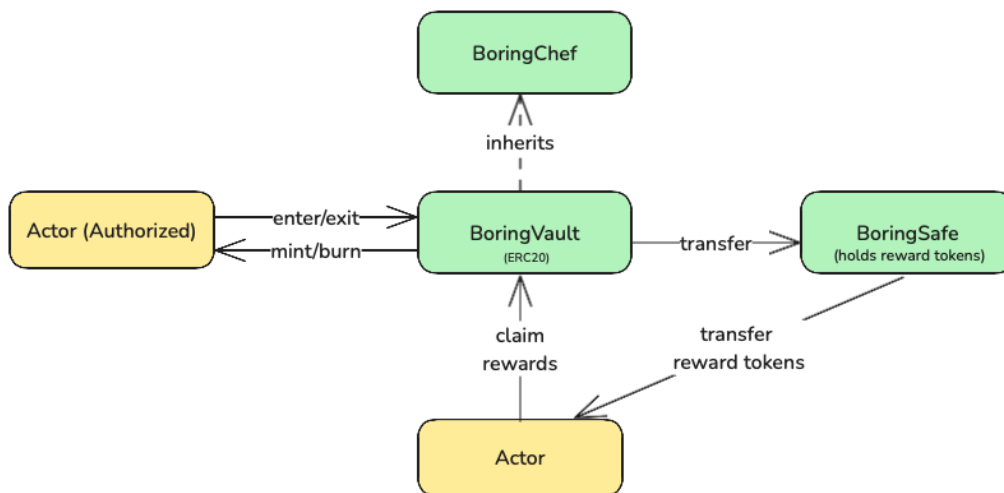 BoringChef
inherits
Actor (Authorized)
enter/exit
mint/burn
BoringVault
(ERC20)
transfer
BoringSafe
(holds reward tokens)
claim
rewards
transfer
reward tokens
Actor